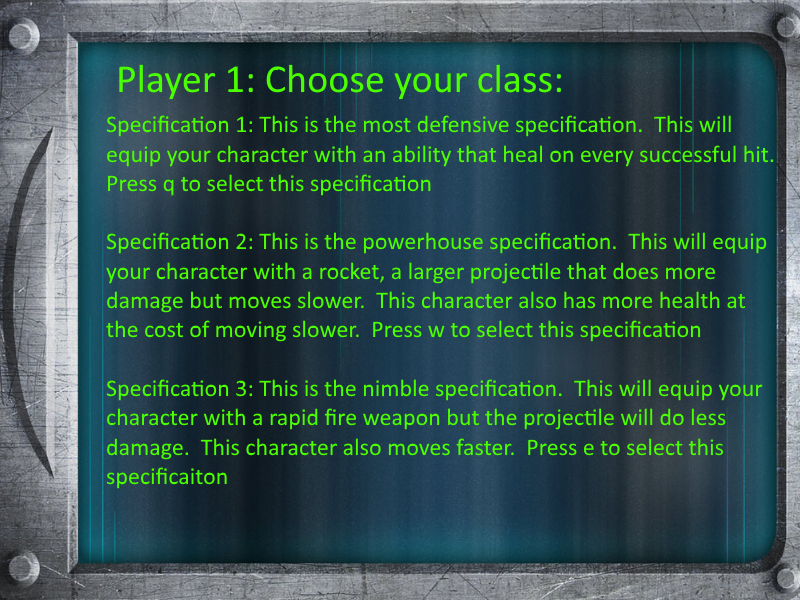 Player 1: Choose your class:
Specification 1: This is the most defensive specification.  This will
equip your character with an ability that heal on every successful hit.
Press q to select this specification
Specification 2: This is the powerhouse specification.  This will equip
your character with a rocket, a larger projectile that does more
damage but moves slower.  This character also has more health at
the cost of moving slower.  Press w to select this specification
Specification 3: This is the nimble specification.  This will equip your
character with a rapid fire weapon but the projectile will do less
damage.  This character also moves faster.  Press e to select this
specificaiton